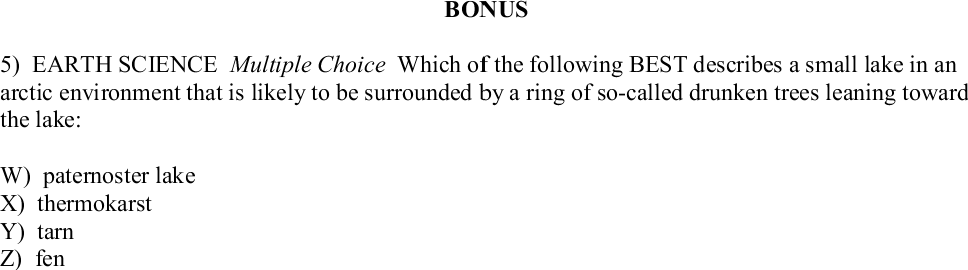 BONUS
5) EARTH SCIENCE Multiple Choice Which of the following BEST describes a small lake in an
arctic environment that is likely to be surrounded by a ring of so-called drunken trees leaning toward
the lake:
W) paternoster lake
X) thermokarst
Y) tarn
Z) fen